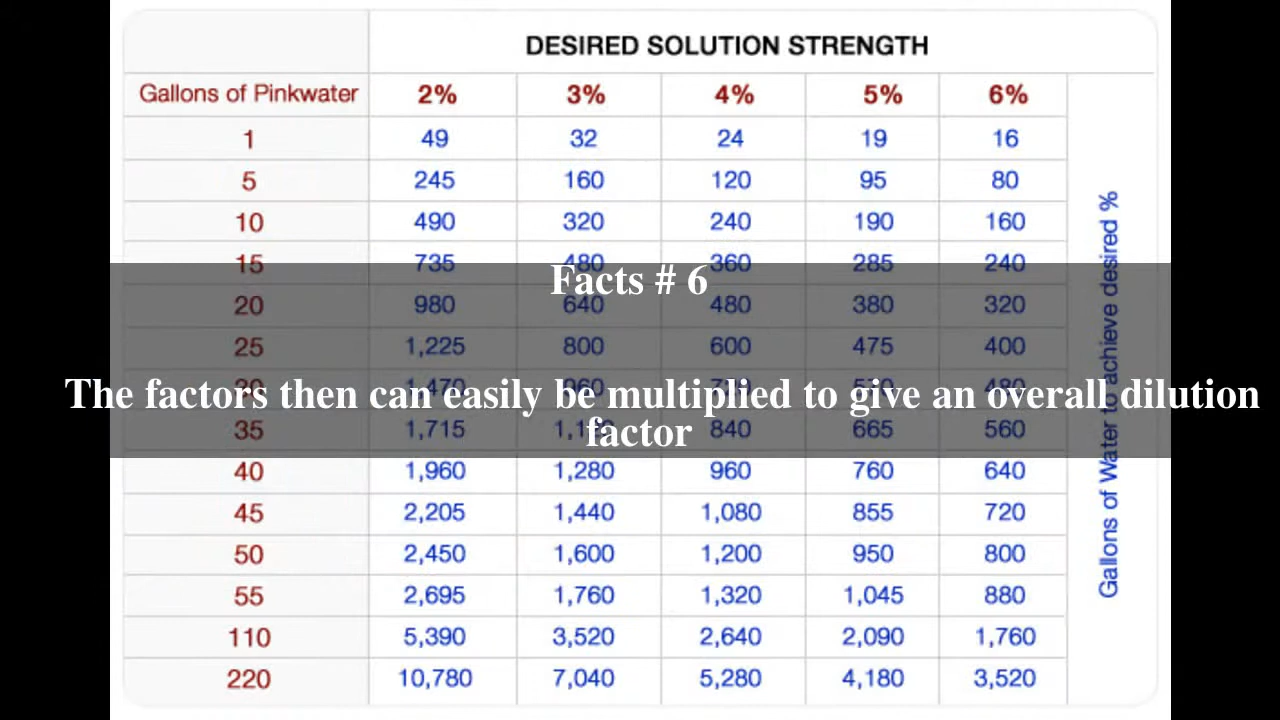 DESIRED SOLUTION STRENGTH
Gallons of Pinkwater 2% 3% 4% 5% 6%
1 49 32 24 19 16
5 245 160 120 95 80
10 490 320 240 190 160
15 735 480 360 285 240
Facts # 6
20 980 640 480 380 320
25 1,225 800 600 475 400
The factors then can easily be multiplied to give an overall dilution
factor
35 1,715 840 665 560
40 1,960 1,280 960 760 640
45 2,205 1,440 1,080 855 720
50 2,450 1,600 1,200 950 800
55 2,695 1,760 1,320 1,045 880
110 5,390 3,520 2,640 2,090 1,760
220 10,780 7,040 5,280 4,180 3,520
Gallons of Water to achieve desired %